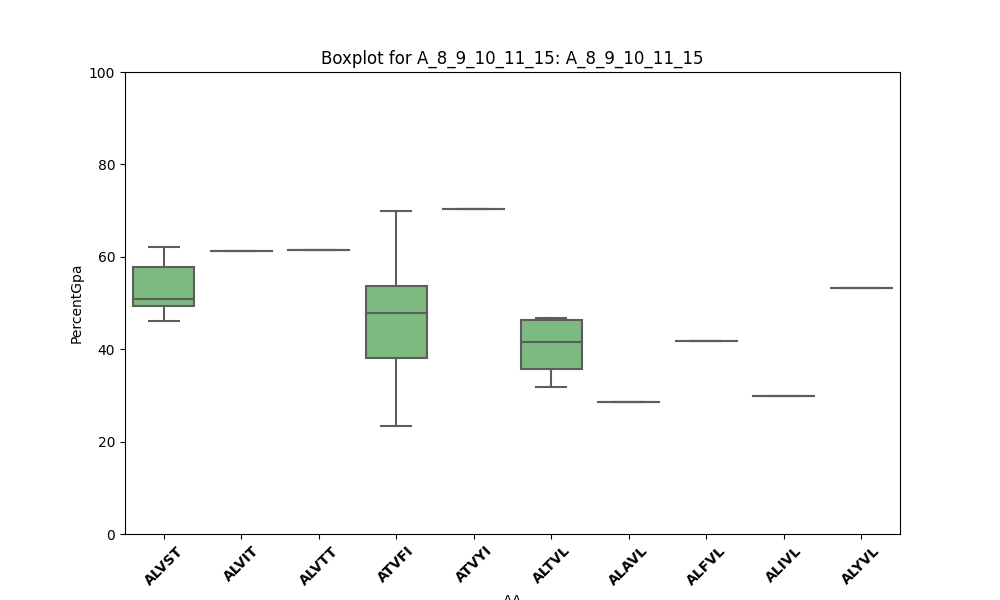 Boxplot for A_8_9_10_11_15: A_8_9_10_11_15
100
80
60
40
20
0
PercentGpa
ALVST
ALVIT
ALVTT
ATVFI
ATVYI
ALTVL
ALAVL
ALFVL
ALIVL
ALYVL
AA